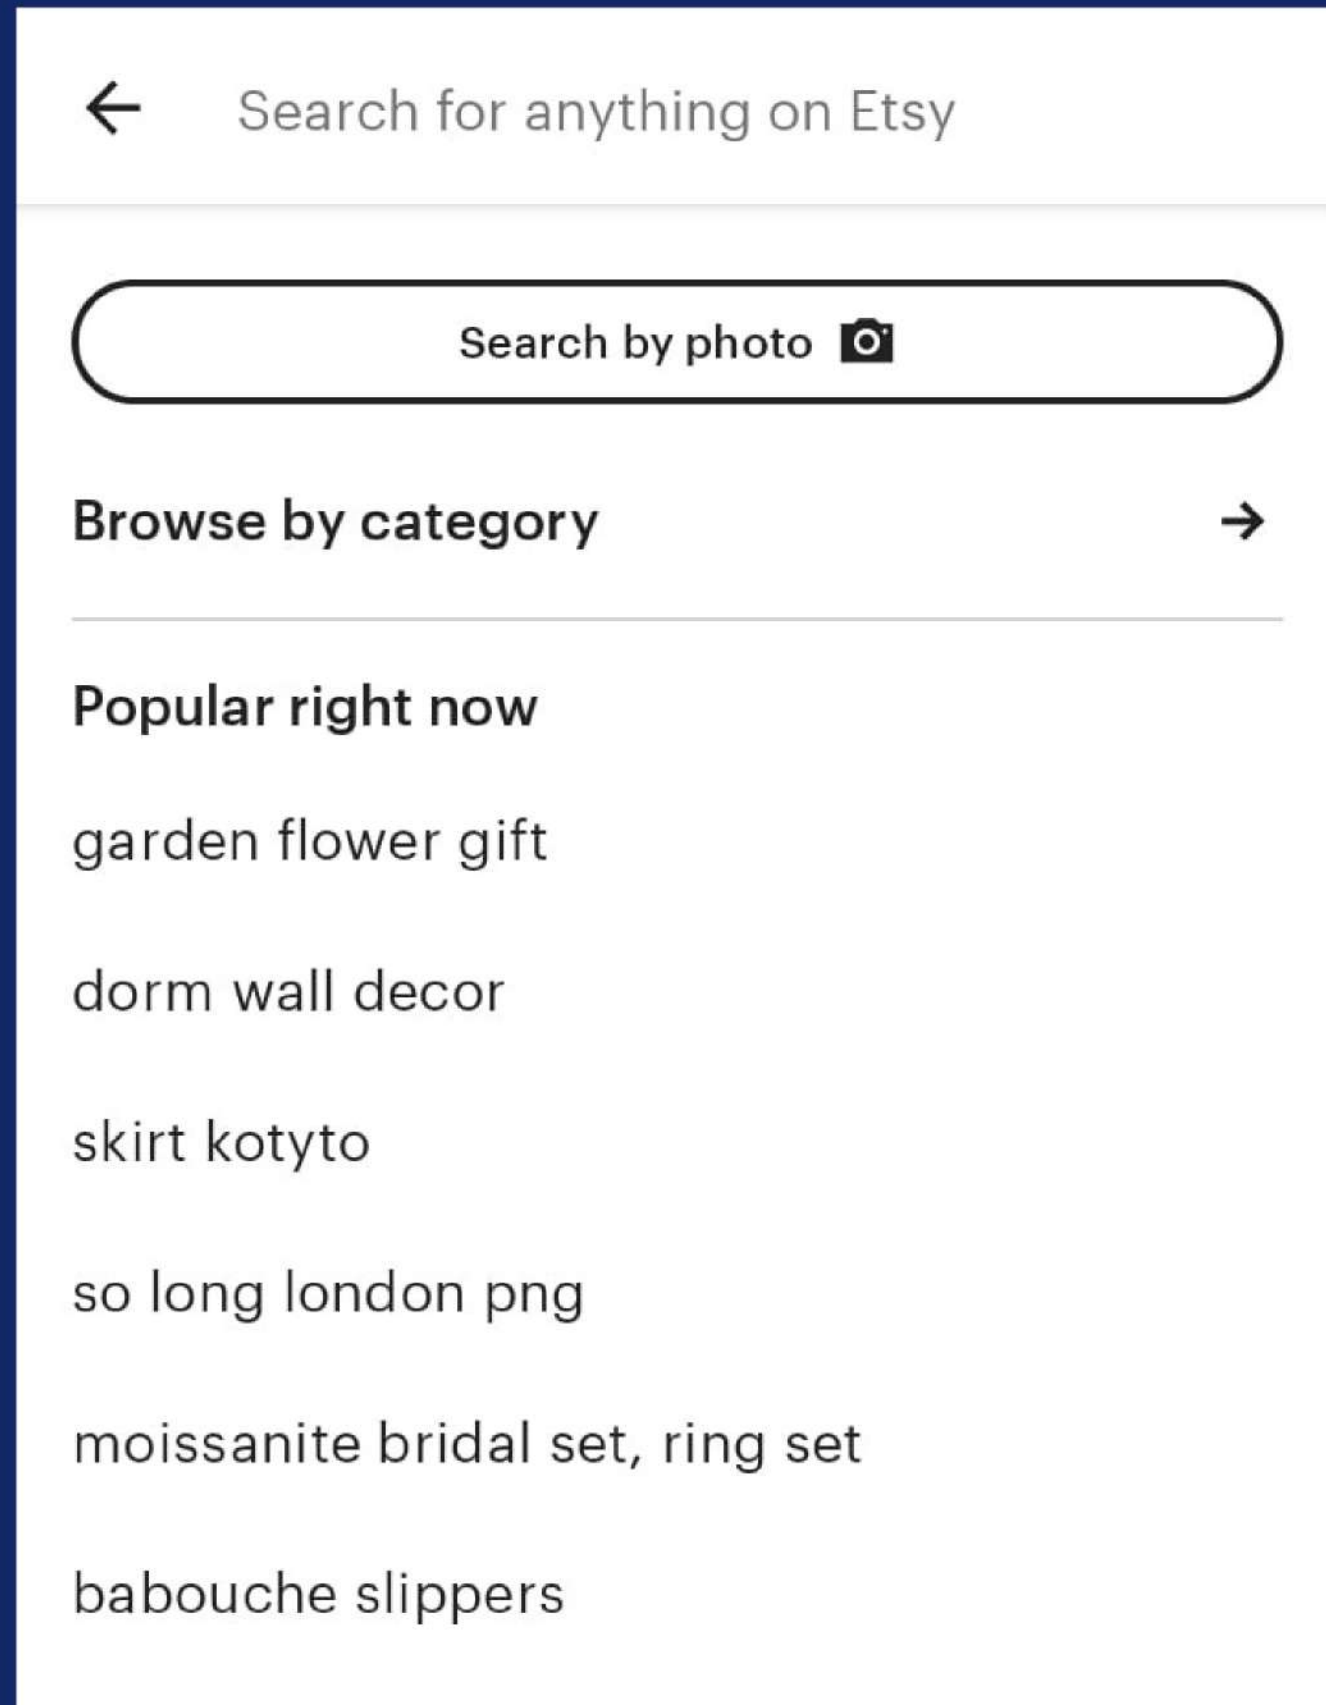 Search for anything on Etsy
Search by photo
Browse by category
Popular right now
garden flower gift
dorm wall decor
skirt kotyto
so long london png
moissanite bridal set, ring set
babouche slippers